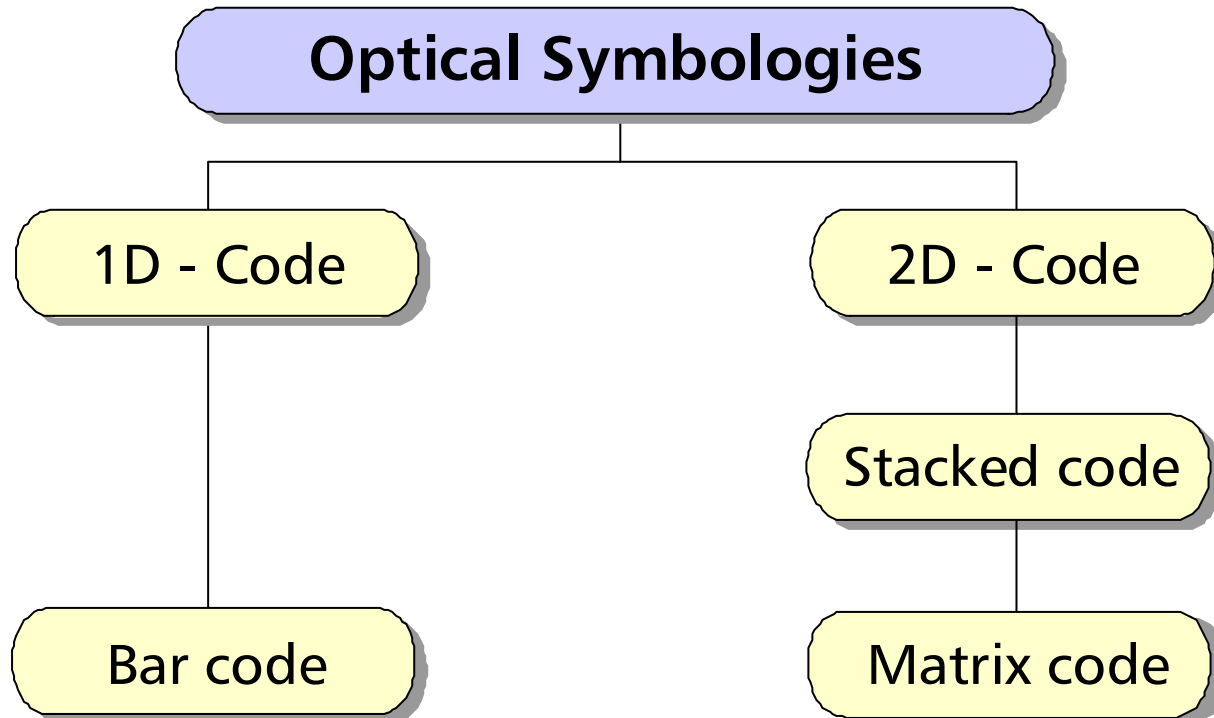 Optical Symbologies
1D - Code
2D - Code
Stacked code
Bar code
Matrix code